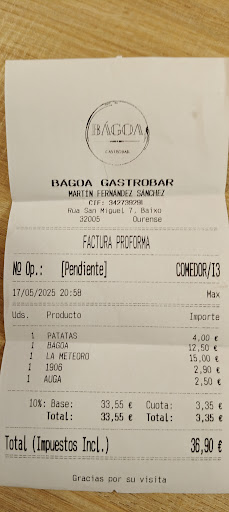 BÁGOA
GASTROBAR
BAGOA GASTROBAR
MARTIN FERNANDEZ SANCHEZ
CIF: 34273928L
Rua San Miguel 7, Baixo
32005 Ourense
FACTURA PROFORMA
Nº Op.: [Pendiente] COMEDOR/I3
17/05/2025 20:58 Max
Uds. Producto Importe
1 PATATAS 4,00 €
1 BAGOA 12,50 €
1 LA METEORO 15,00 €
1 1906 2,90 €
1 AUGA 2,50 €
10%: Base: 33,55 € Cuota: 3,35 €
Total: 33,55 € Total: 3,35 €
Total (Impuestos Incl.) 36,90 €
Gracias por su visita